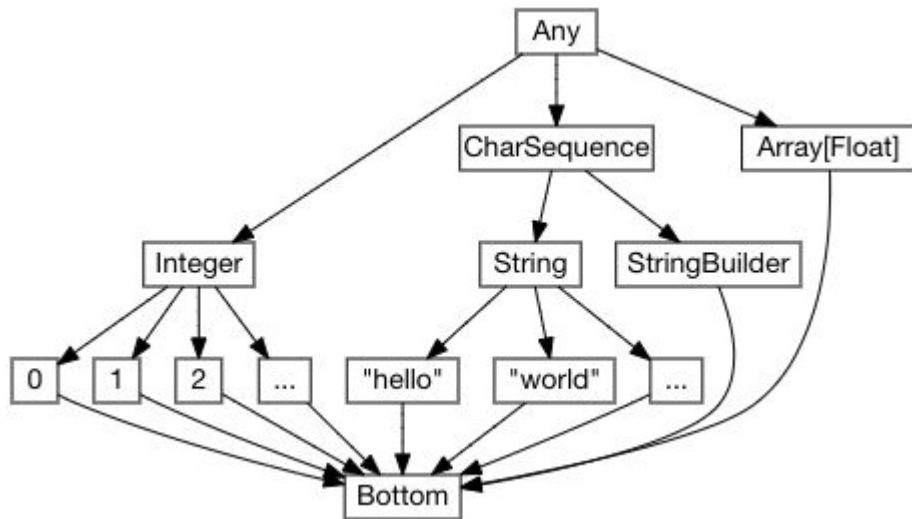 Any
CharSequence
Array[Float]
Integer
String
StringBuilder
0
1
2
...
"hello"
"world"
...
Bottom